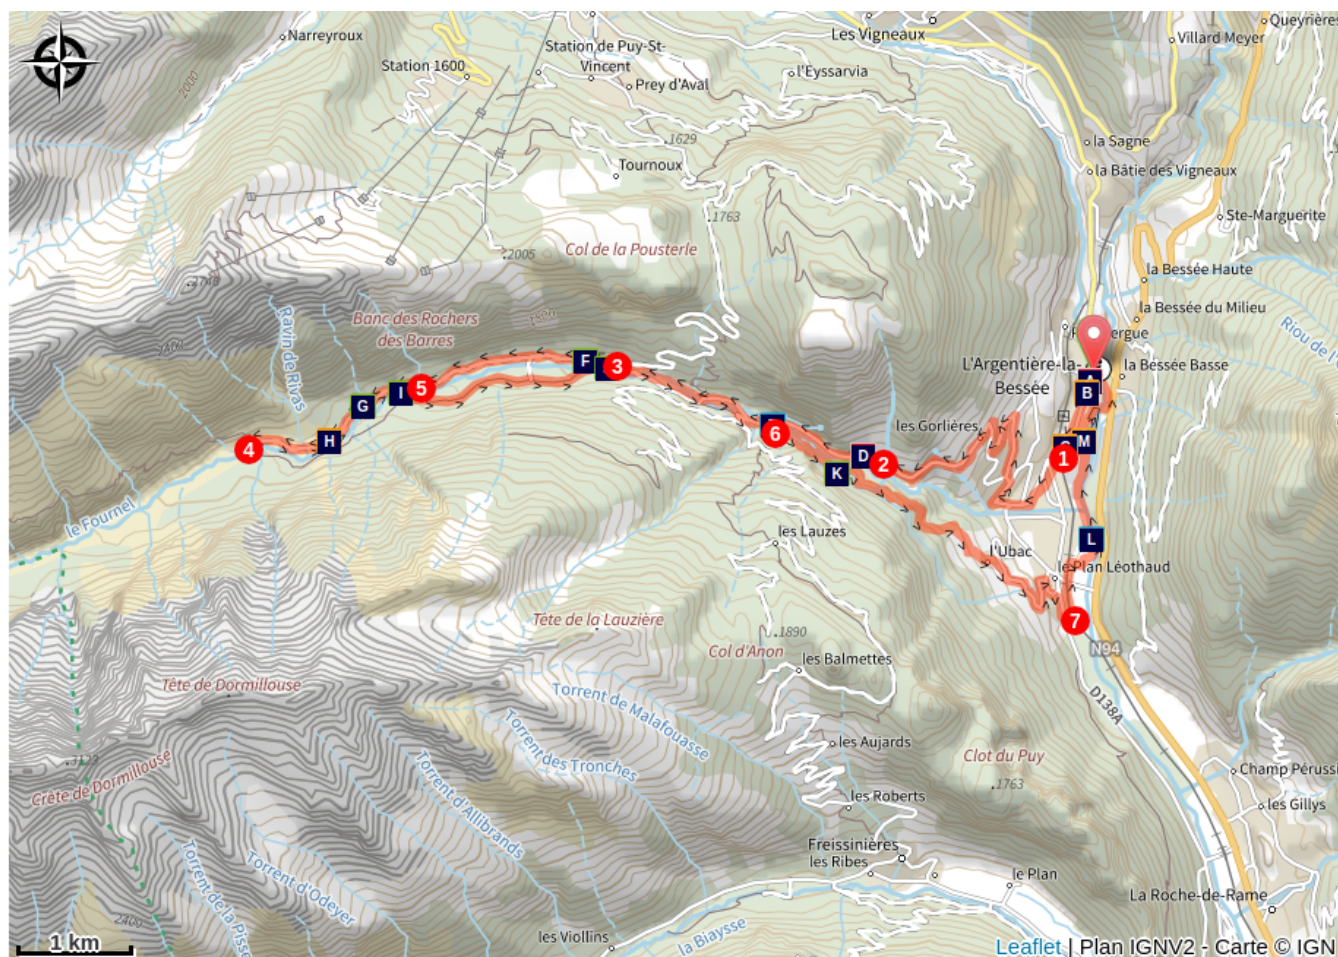 Queyrières
Les Vigneaux
Narreyroux
Villard Meyer
Station de Puy-St-
Vincent
Station 1600
l'Eyssarvia
Prey d'Aval
2000
.1629
la Sagne
Tournoux
la Bâtie des Vigneaux
.1763
Ste-Marguerite
Col de la Pousterle
.2005
la Bessée Haute
la Bessée du Milieu
Banc des Rochers
des Barres
Ravin de Rivas
2400
L'Argentière-la-
Bessée
la Bessée Basse
F
3
A
B
I
5
G
les Gorlières
6
H
M
4
1
D
2
K
le Fournel
les Lauzes
L
l'Ubac
le Plan Léothaud
Tête de la Lauzière
7
.1890
Col d'Anon
N94
les Balmettes
Tête de Dormillouse
Torrent de Malafouasse
D138A
Torrent des Tronches
les Aujards
Clot du Puy
Crête de Dormillouse
Torrent d'Allibrands
.1763
Champ Pérussi
les Roberts
les Gillys
Freissinières
les Ribes
Torrent d'Odeyer
Torrent de la Pisse
le Plan
La Roche-de-Rame
2400
les Viollins
la Biaysse
1 km
Leaflet | Plan IGNV2 - Carte © IGN